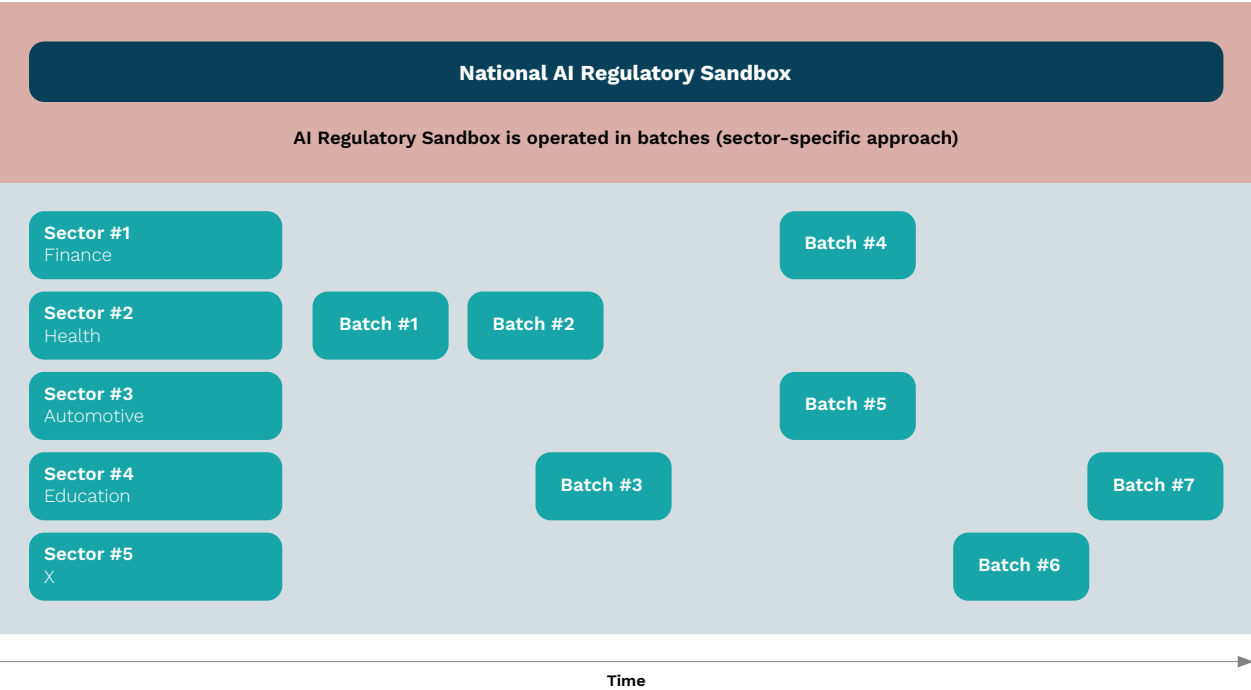 National AI Regulatory Sandbox
AI Regulatory Sandbox is operated in batches (sector-specific approach)
Sector #1
Finance
Batch #4
Sector #2
Health
Batch #1
Batch #2
Sector #3
Automotive
Batch #5
Sector #4
Education
Batch #3
Batch #7
Sector #5
X
Batch #6
Time